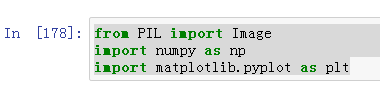 In [178]: from PIL import Image
import numpy as np
import matplotlib.pyplot as plt